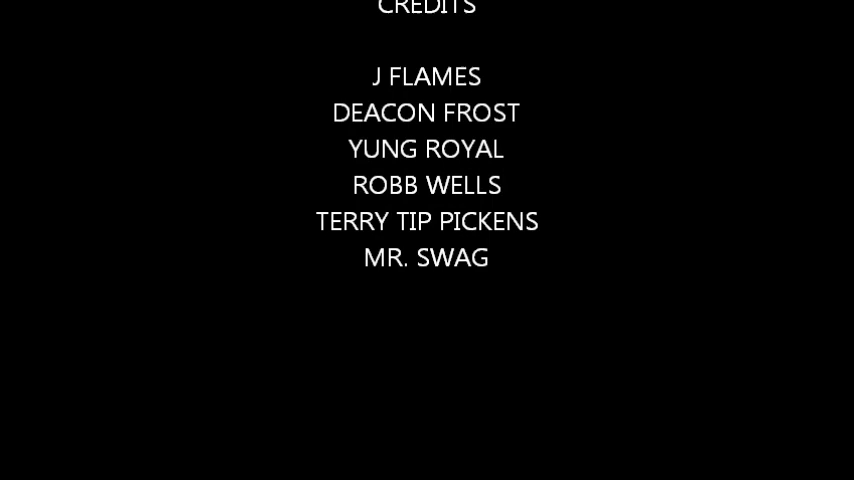 CREDITS
J FLAMES
DEACON FROST
YUNG ROYAL
ROBB WELLS
TERRY TIP PICKENS
MR. SWAG